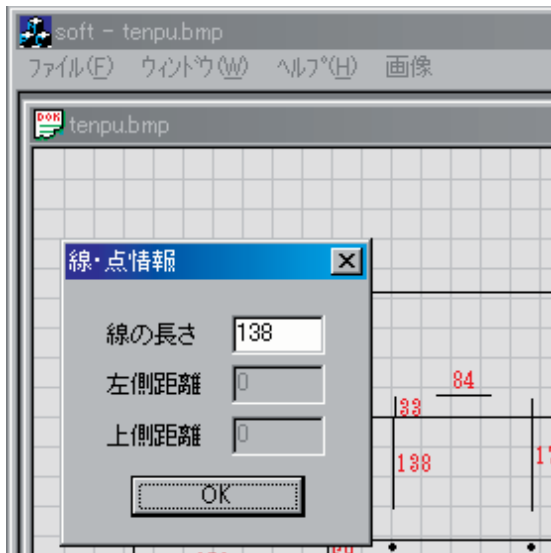 soft - tenpu.bmp
ファイル(F) ウィンドウ(W) ヘルプ(H) 画像
DOK tenpu.bmp
線・点情報
線の長さ 138
左側距離 0
上側距離 0
OK
84
33
138